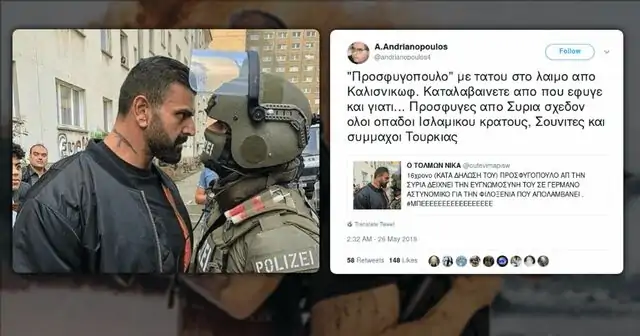 POLIZEI
A.Andrianopoulos
@andrianopoulos4
Follow
"Προσφυγοπουλο" με τατου στο λαιμο απο
Καλισνικωφ. Καταλαβαινετε απο που εφυγε
και γιατι... Προσφυγες απο Συρια σχεδον
ολοι οπαδοι Ισλαμικου κρατους, Σουνιτες και
συμμαχοι Τουρκιας
Ο ΤΟΛΜΩΝ ΝΙΚΑ @cutevimapisw
16χρονο (ΚΑΤΑ ΔΗΛΩΣΗ ΤΟΥ) ΠΡΟΣΦΥΓΟΠΟΥΛΟ ΑΠ ΤΗΝ
ΣΥΡΙΑ ΔΕΙΧΝΕΙ ΤΗΝ ΕΥΓΝΩΜΟΣΥΝΗ ΤΟΥ ΣΕ ΓΕΡΜΑΝΟ
ΑΣΤΥΝΟΜΙΚΟ ΓΙΑ ΤΗΝ ΦΙΛΟΞΕΝΙΑ ΠΟΥ ΑΠΟΛΑΜΒΑΝΕΙ..
Translate Tweet
2:32 AM - 26 May 2018
58 Retweets 148 Likes